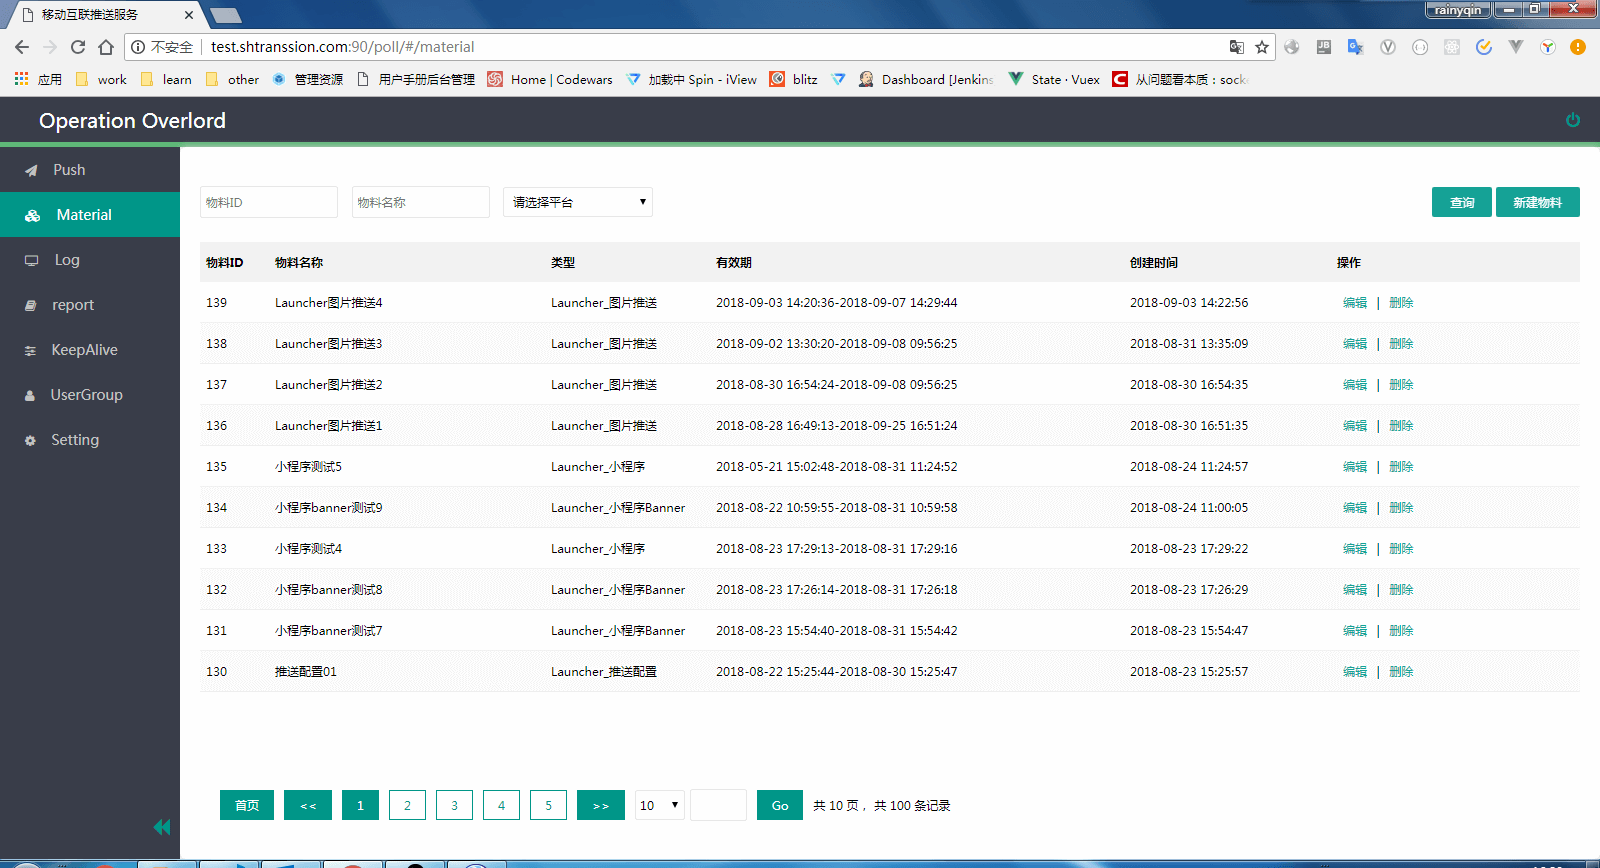 移动互联推送服务
rainyqin
不安全 test.shtranssion.com:90/poll/#/material
应用 work learn other 管理资源 用户手册后台管理 Home | Codewars 加载中 Spin - iView blitz Dashboard [Jenkins State · Vuex 从问题看本质：socke
Operation Overlord
Push
Material
Log
report
KeepAlive
UserGroup
Setting
物料ID 物料名称 请选择平台 查询 新建物料
物料ID 物料名称 类型 有效期 创建时间 操作
139 Launcher图片推送4 Launcher_图片推送 2018-09-03 14:20:36-2018-09-07 14:29:44 2018-09-03 14:22:56 编辑 | 删除
138 Launcher图片推送3 Launcher_图片推送 2018-09-02 13:30:20-2018-09-08 09:56:25 2018-08-31 13:35:09 编辑 | 删除
137 Launcher图片推送2 Launcher_图片推送 2018-08-30 16:54:24-2018-09-08 09:56:25 2018-08-30 16:54:35 编辑 | 删除
136 Launcher图片推送1 Launcher_图片推送 2018-08-28 16:49:13-2018-09-25 16:51:24 2018-08-30 16:51:35 编辑 | 删除
135 小程序测试5 Launcher_小程序 2018-05-21 15:02:48-2018-08-31 11:24:52 2018-08-24 11:24:57 编辑 | 删除
134 小程序banner测试9 Launcher_小程序Banner 2018-08-22 10:59:55-2018-08-31 10:59:58 2018-08-24 11:00:05 编辑 | 删除
133 小程序测试4 Launcher_小程序 2018-08-23 17:29:13-2018-08-31 17:29:16 2018-08-23 17:29:22 编辑 | 删除
132 小程序banner测试8 Launcher_小程序Banner 2018-08-23 17:26:14-2018-08-31 17:26:18 2018-08-23 17:26:29 编辑 | 删除
131 小程序banner测试7 Launcher_小程序Banner 2018-08-23 15:54:40-2018-08-31 15:54:42 2018-08-23 15:54:47 编辑 | 删除
130 推送配置01 Launcher_推送配置 2018-08-22 15:25:44-2018-08-30 15:25:47 2018-08-23 15:25:57 编辑 | 删除
首页 << 1 2 3 4 5 >> 10 Go 共 10 页， 共 100 条记录